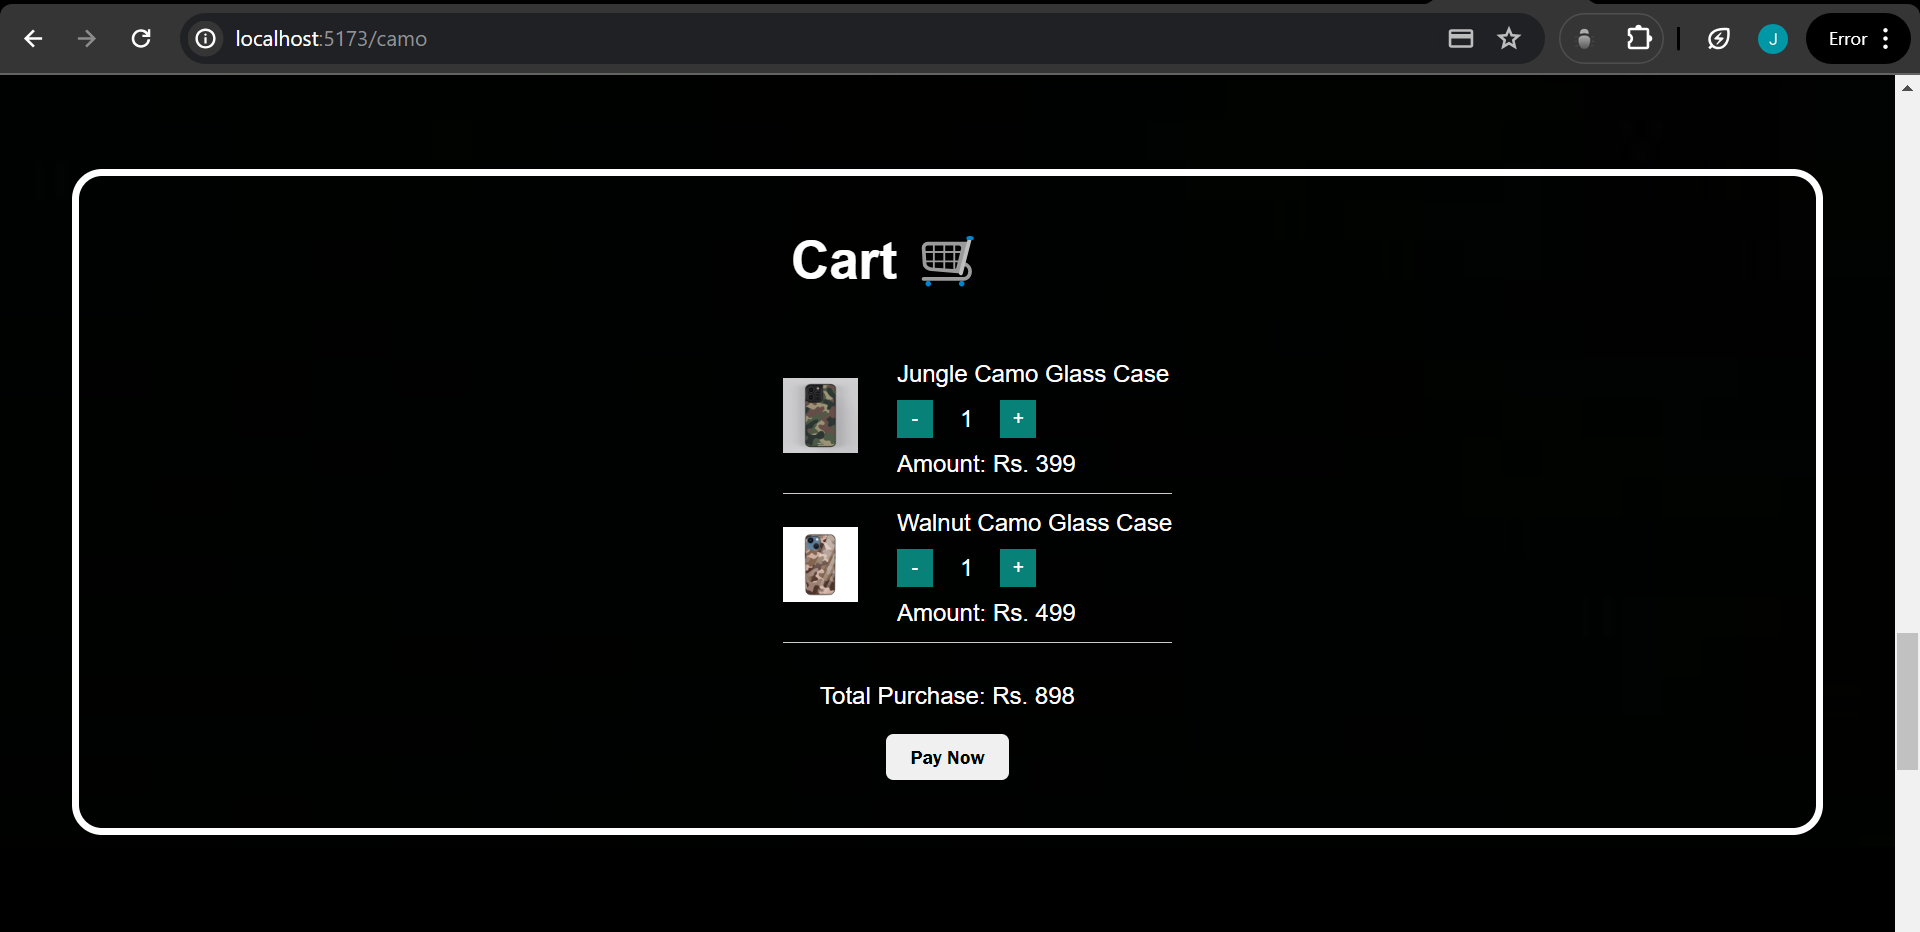 localhost:5173/camo
J
Error
Cart
Jungle Camo Glass Case
- 1 +
Amount: Rs. 399
Walnut Camo Glass Case
- 1 +
Amount: Rs. 499
Total Purchase: Rs. 898
Pay Now